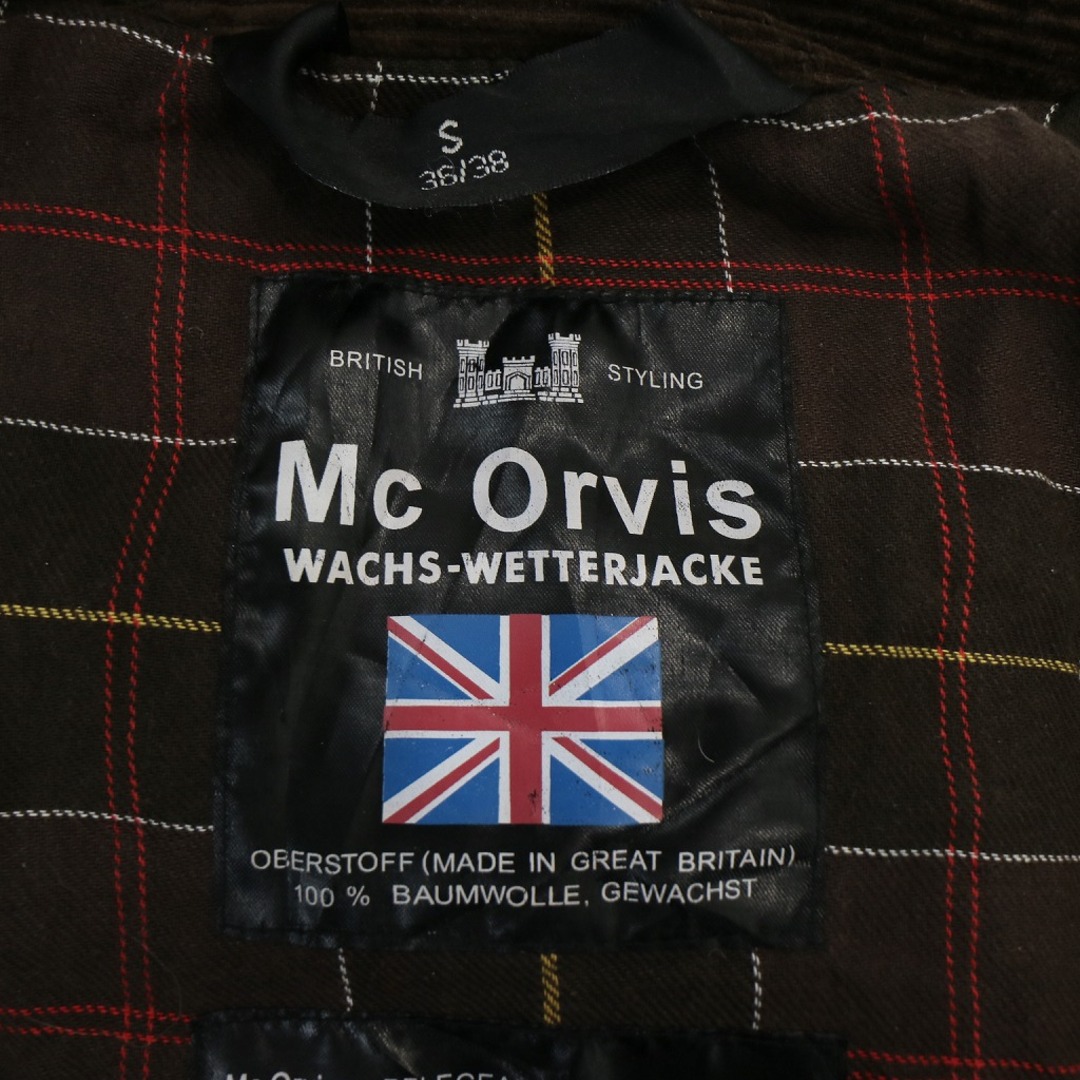 S
36/38
BRITISH STYLING
Mc Orvis
WACHS-WETTERJACKE
OBERSTOFF (MADE IN GREAT BRITAIN)
100 % BAUMWOLLE, GEWACHST